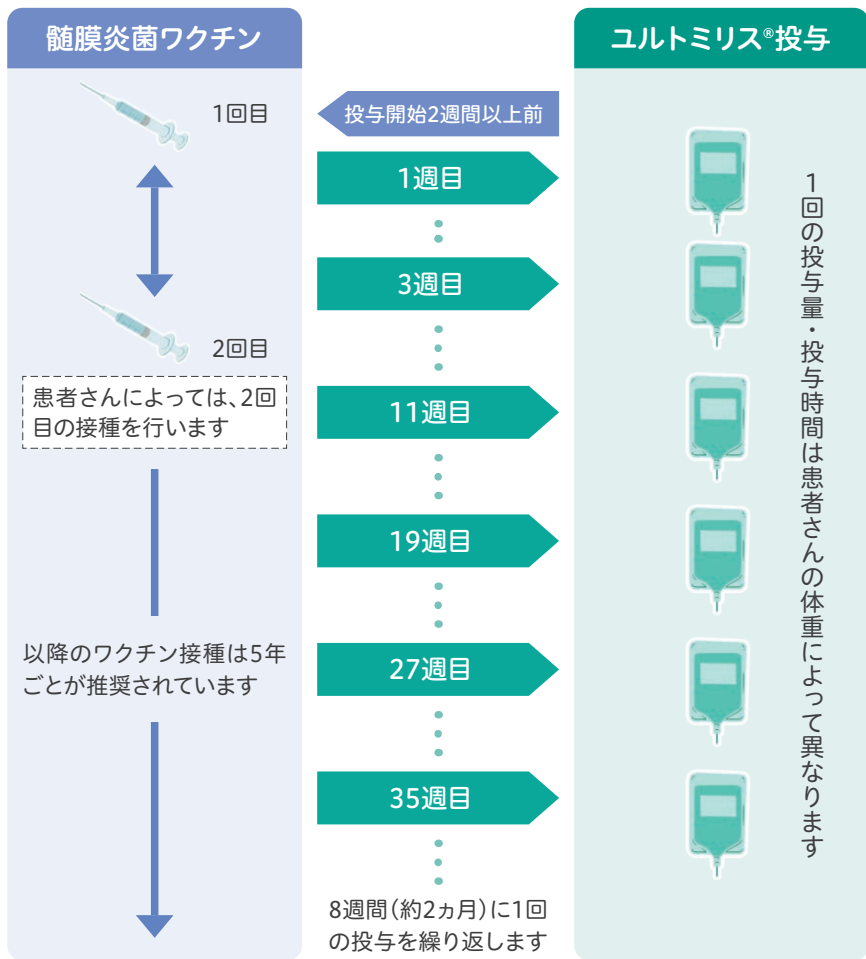 髄膜炎菌ワクチン
ユルトミリス®投与
1回目
投与開始2週間以上前
1週目
3週目
2回目
患者さんによっては、2回
目の接種を行います
11週目
19週目
以降のワクチン接種は5年
ごとが推奨されています
27週目
35週目
8週間(約2ヵ月)に1回
の投与を繰り返します
1回の投与量・投与時間は患者さんの体重によって異なります